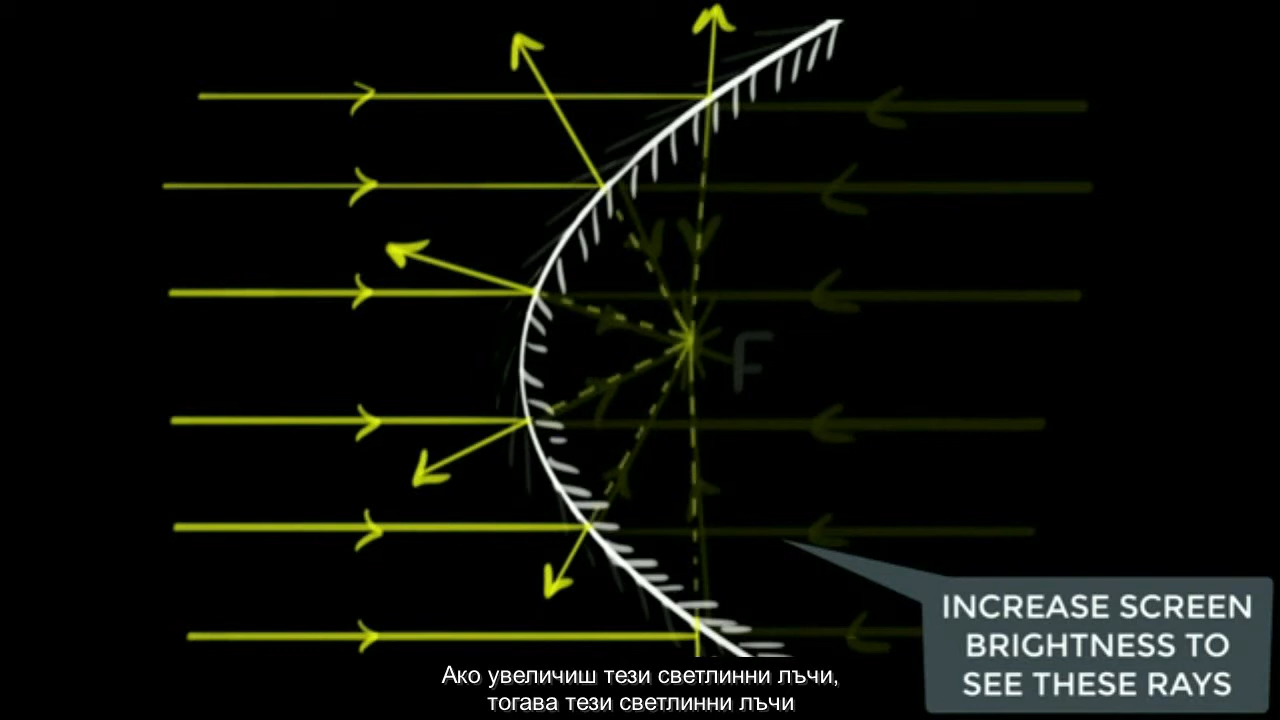 F
INCREASE SCREEN
BRIGHTNESS TO
SEE THESE RAYS
Ако увеличиш тези светлинни лъчи,
тогава тези светлинни лъчи